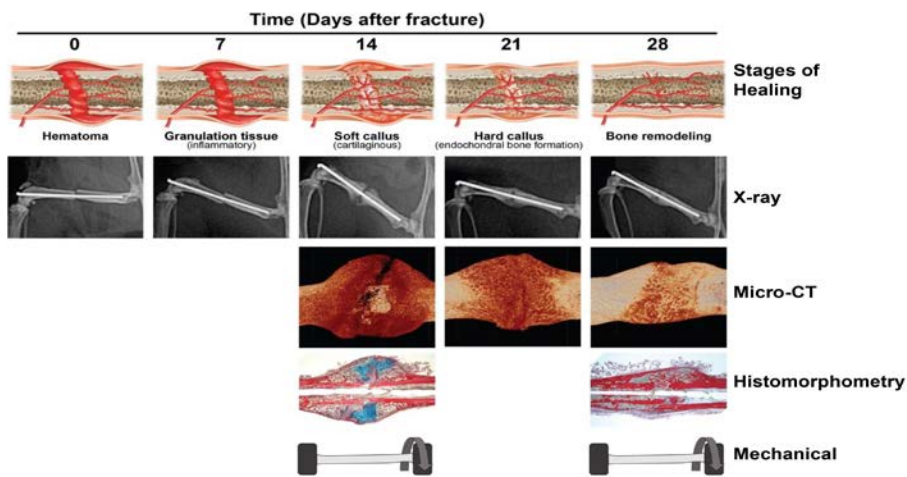 Time (Days after fracture)
0 7 14 21 28
Stages of
Healing
Hematoma Granulation tissue Soft callus Hard callus Bone remodeling
(inflammatory) (cartilaginous) (endochondral bone formation)
X-ray
Micro-CT
Histomorphometry
Mechanical